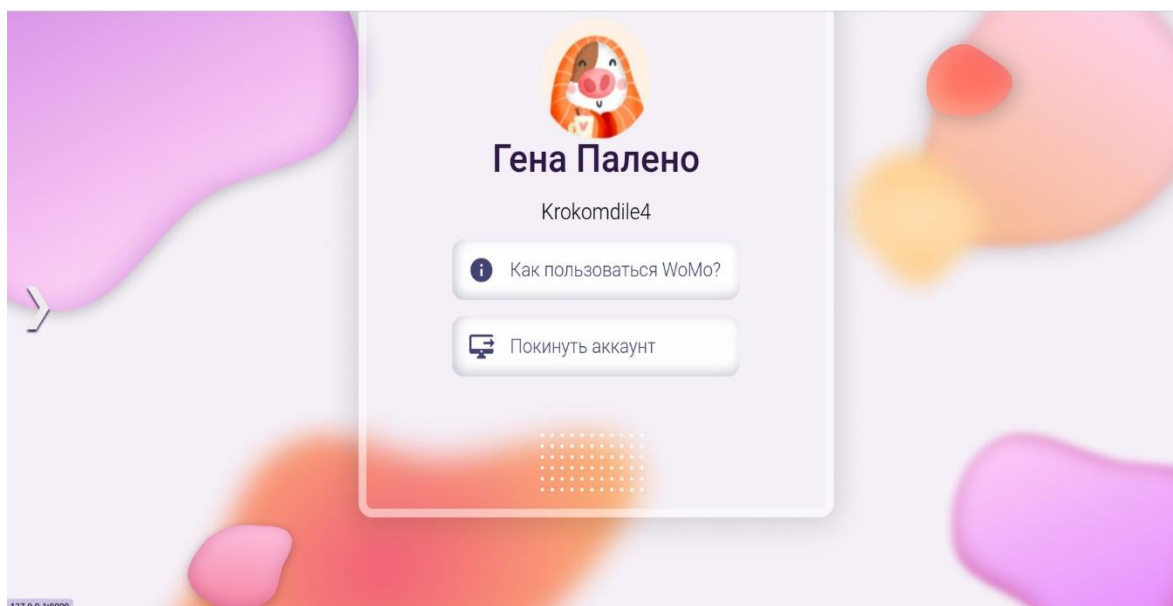 Гена Палено
Krokomdile4
Как пользоваться WoMo?
Покинуть аккаунт